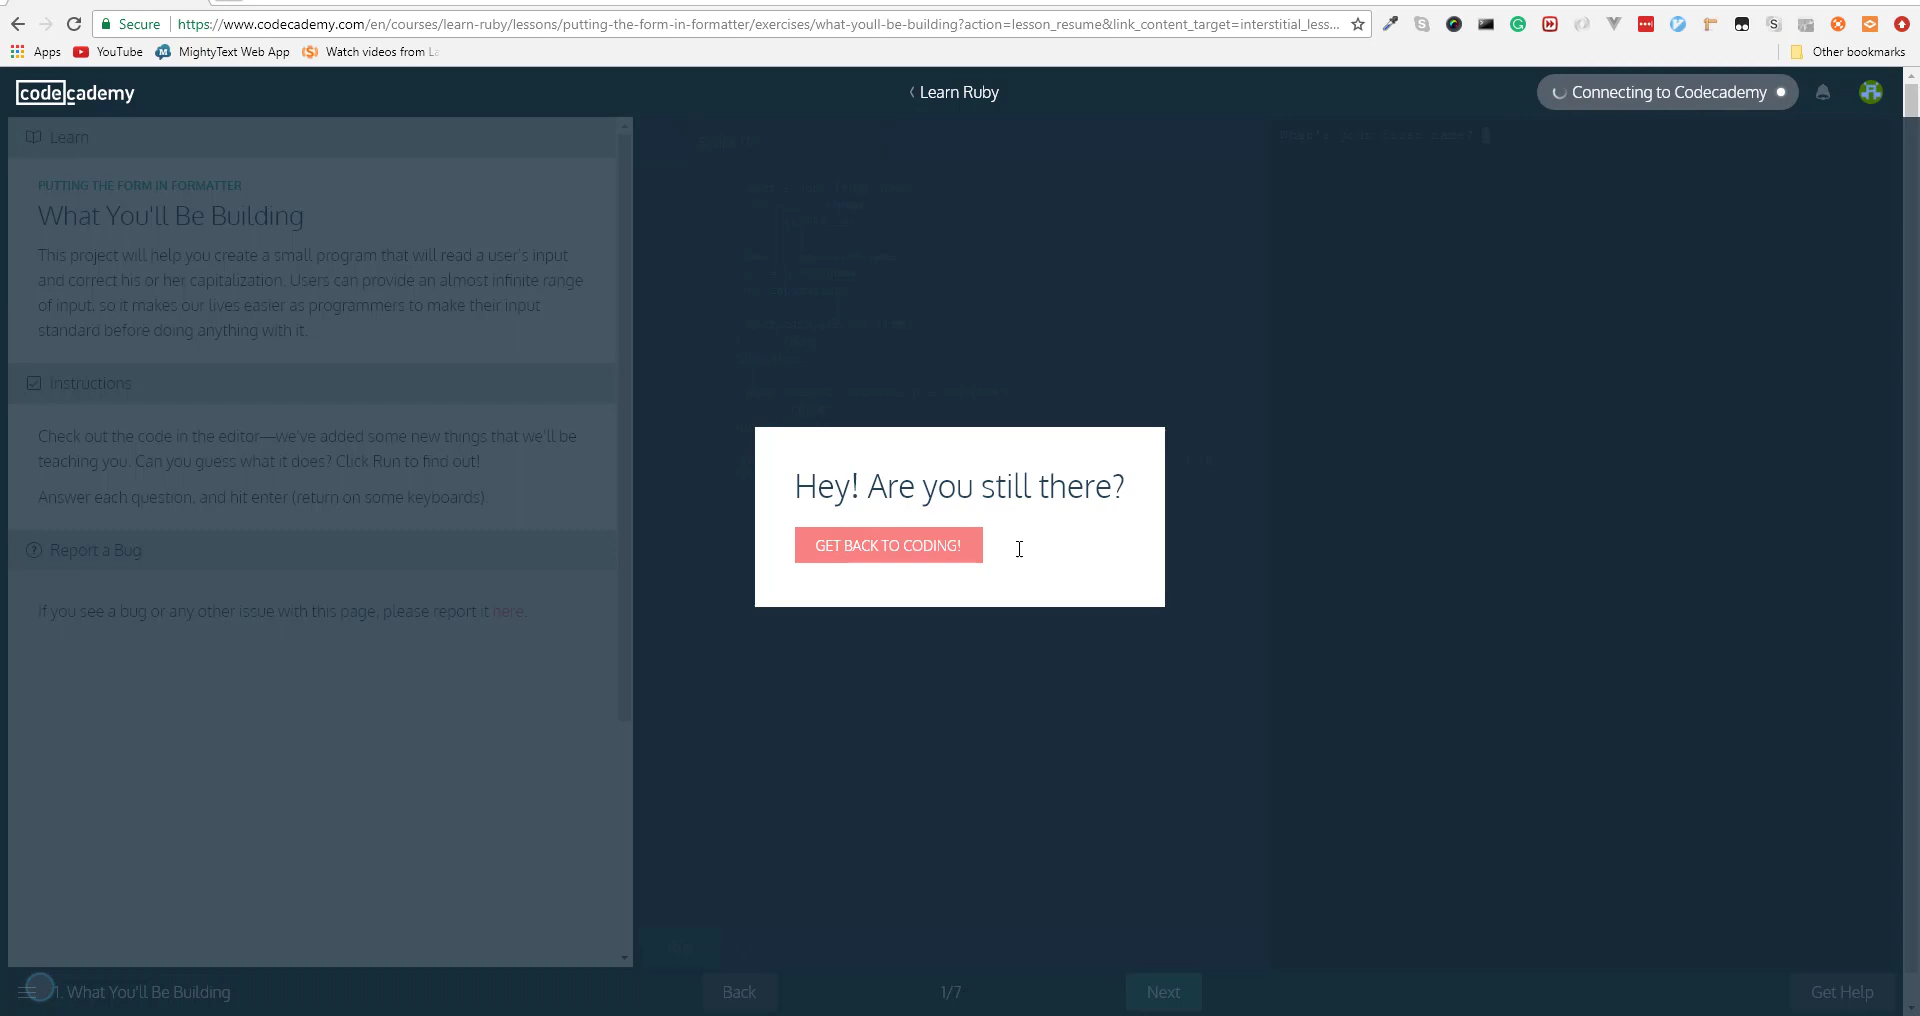 Secure https://www.codecademy.com/en/courses/learn-ruby/lessons/putting-the-form-in-formatter/exercises/what-youll-be-building?action=lesson_resume&link_content_target=interstitial_less...
Apps YouTube MightyText Web App Watch videos from Other bookmarks
codecademy Learn Ruby Connecting to Codecademy
Learn
PUTTING THE FORM IN FORMATTER
What You'll Be Building
This project will help you create a small program that will read a user's input
and correct his or her capitalization. Users can provide an almost infinite range
of input, so it makes our lives easier as programmers to make their input
standard before doing anything with it.
Instructions
Check out the code in the editor—we've added some new things that we'll be
teaching you. Can you guess what it does? Click Run to find out!
Answer each question, and hit enter (return on some keyboards)
Report a Bug
If you see a bug or any other issue with this page, please report it here.
Hey! Are you still there?
GET BACK TO CODING!
Run
1. What You'll Be Building Back 1/7 Next Get Help